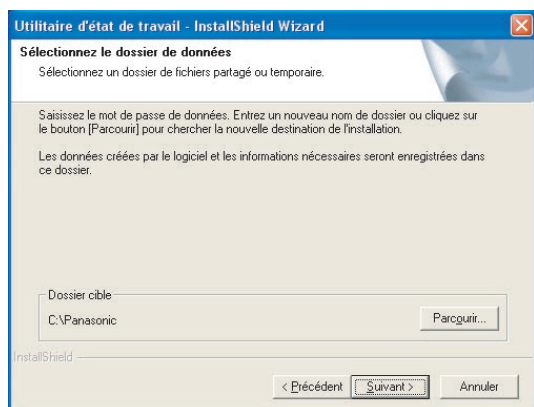 Utilitaire d'état de travail - InstallShield Wizard
Sélectionnez le dossier de données
Sélectionnez un dossier de fichiers partagé ou temporaire.
Saisissez le mot de passe de données. Entrez un nouveau nom de dossier ou cliquez sur
le bouton [Parcourir] pour chercher la nouvelle destination de l'installation.
Les données créées par le logiciel et les informations nécessaires seront enregistrées dans
ce dossier.
Dossier cible
C:\Panasonic
Parcourir...
InstallShield
< Précédent
Suivant >
Annuler